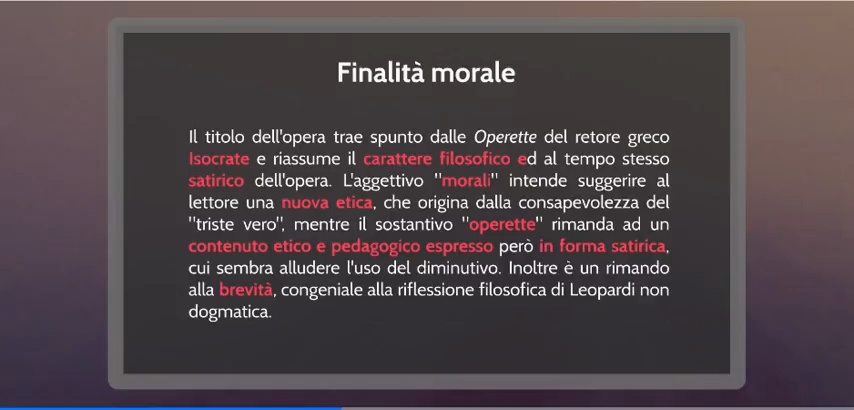 Finalità morale
Il titolo dell'opera trae spunto dalle Operette del retore greco
Isocrate e riassume il carattere filosofico ed al tempo stesso
satirico dell'opera. L'aggettivo "morali" intende suggerire al
lettore una nuova etica, che origina dalla consapevolezza del
"triste vero", mentre il sostantivo "operette" rimanda ad un
contenuto etico e pedagogico espresso però in forma satirica,
cui sembra alludere l'uso del diminutivo. Inoltre è un rimando
alla brevità, congeniale alla riflessione filosofica di Leopardi non
dogmatica.